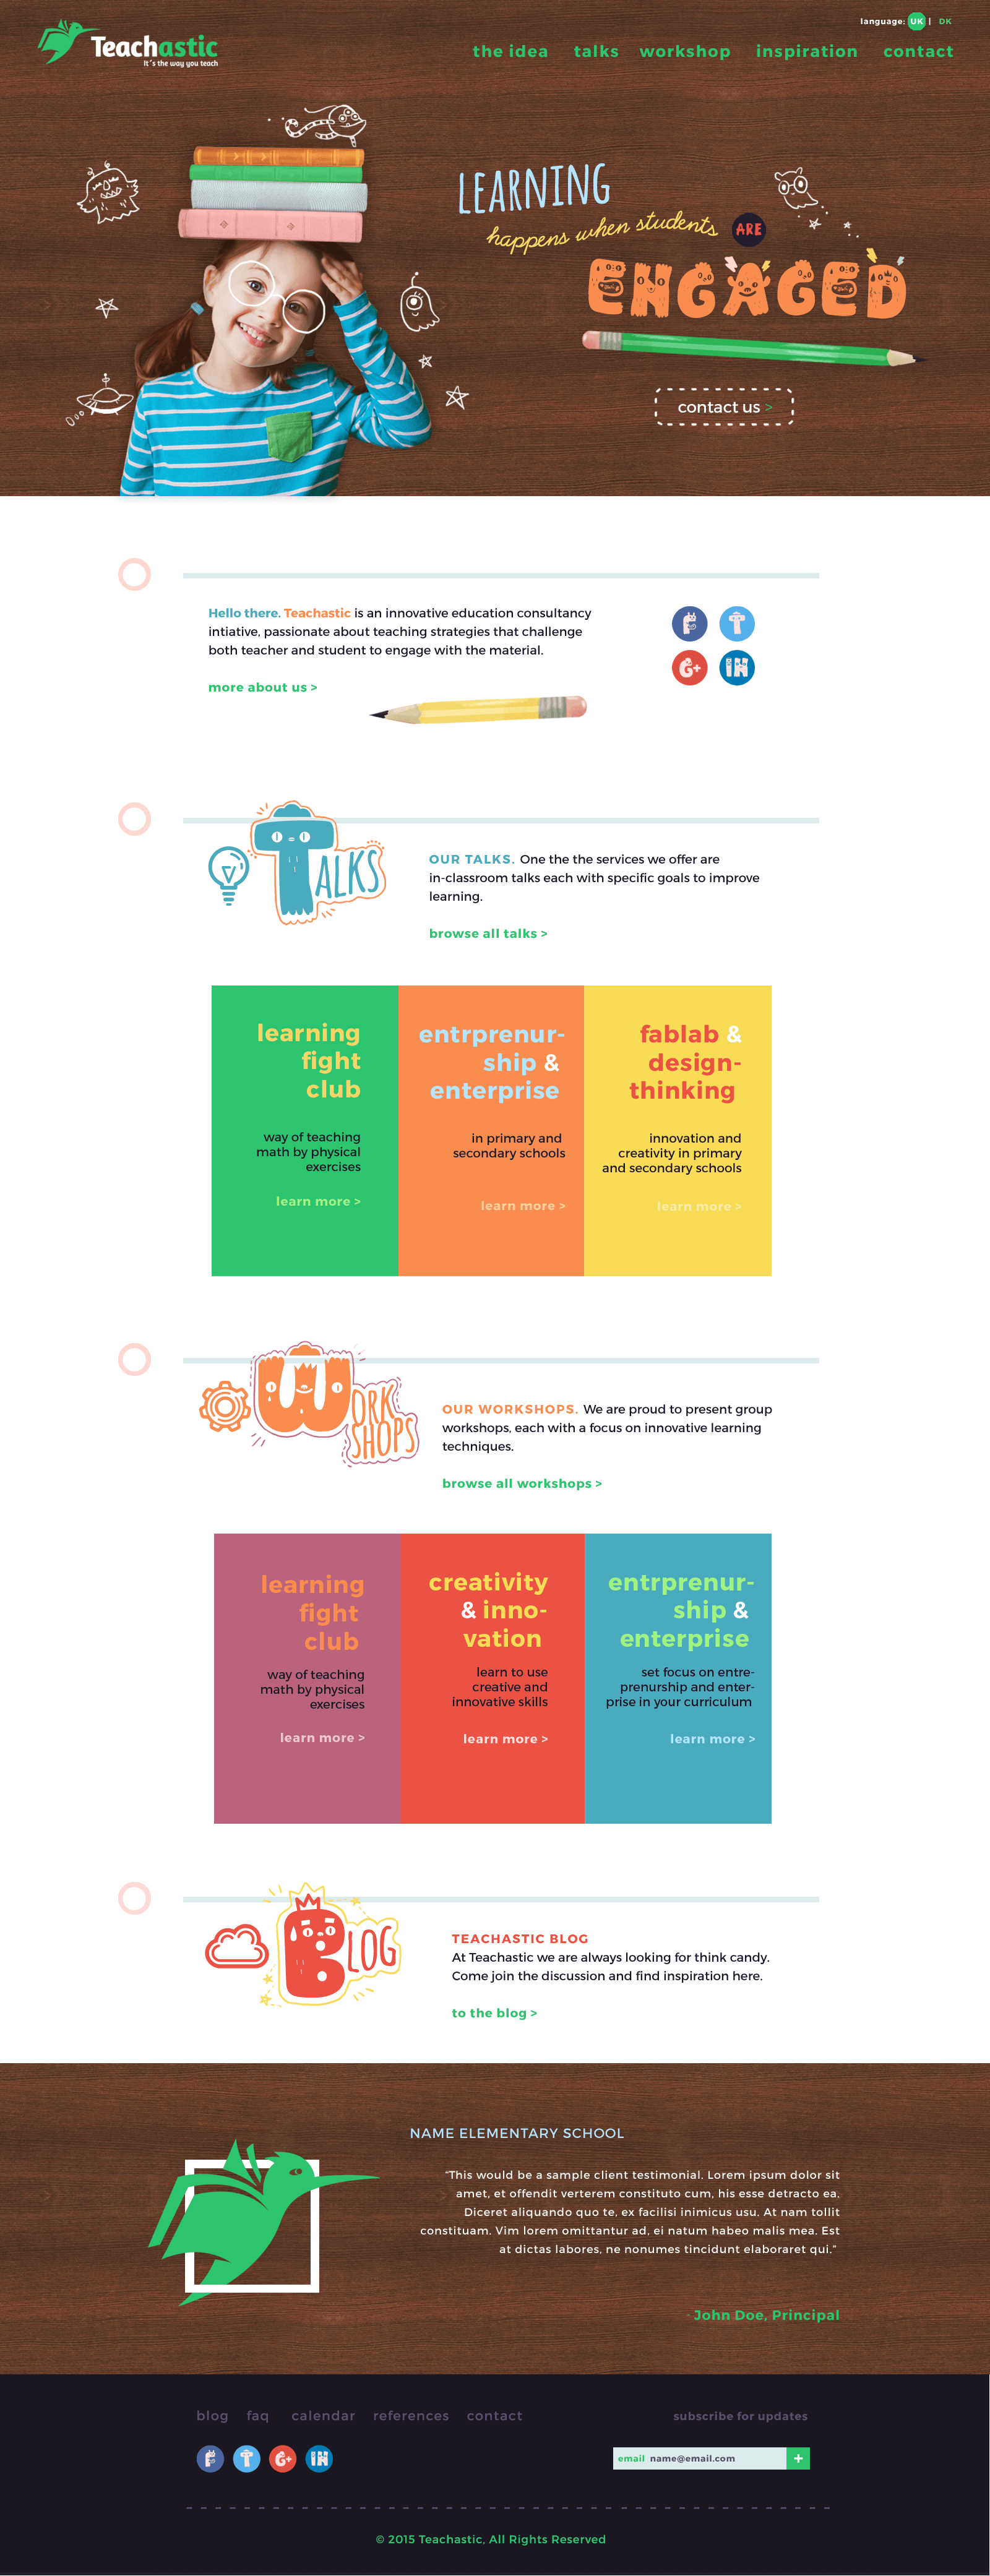 language: UK | DK
Teachastic
It's the way you teach
the idea talks workshop inspiration contact
LEARNING
happens when students ARE
ENGAGED
contact us >
Hello there. Teachastic is an innovative education consultancy
intiative, passionate about teaching strategies that challenge
both teacher and student to engage with the material.
more about us >
F T
G+ IN
TALKS
OUR TALKS. One the the services we offer are
in-classroom talks each with specific goals to improve
learning.
browse all talks >
learning
fight
club
way of teaching
math by physical
exercises
learn more >
entrprenur-
ship &
enterprise
in primary and
secondary schools
learn more >
fablab &
design-
thinking
innovation and
creativity in primary
and secondary schools
learn more >
WORK
SHOPS
OUR WORKSHOPS. We are proud to present group
workshops, each with a focus on innovative learning
techniques.
browse all workshops >
learning
fight
club
way of teaching
math by physical
exercises
learn more >
creativity
& inno-
vation
learn to use
creative and
innovative skills
learn more >
entrprenur-
ship &
enterprise
set focus on entre-
prenurship and enter-
prise in your curriculum
learn more >
BLOG
TEACHASTIC BLOG
At Teachastic we are always looking for think candy.
Come join the discussion and find inspiration here.
to the blog >
NAME ELEMENTARY SCHOOL
"This would be a sample client testimonial. Lorem ipsum dolor sit
amet, et offendit verterem constituto cum, his esse detracto ea.
Diceret aliquando quo te, ex facilisi inimicus usu. At nam tollit
constituam. Vim lorem omittantur ad, ei natum habeo malis mea. Est
at dictas labores, ne nonumes tincidunt elaboraret qui."
- John Doe, Principal
blog faq calendar references contact
subscribe for updates
F T G+ IN
email name@email.com +
© 2015 Teachastic, All Rights Reserved